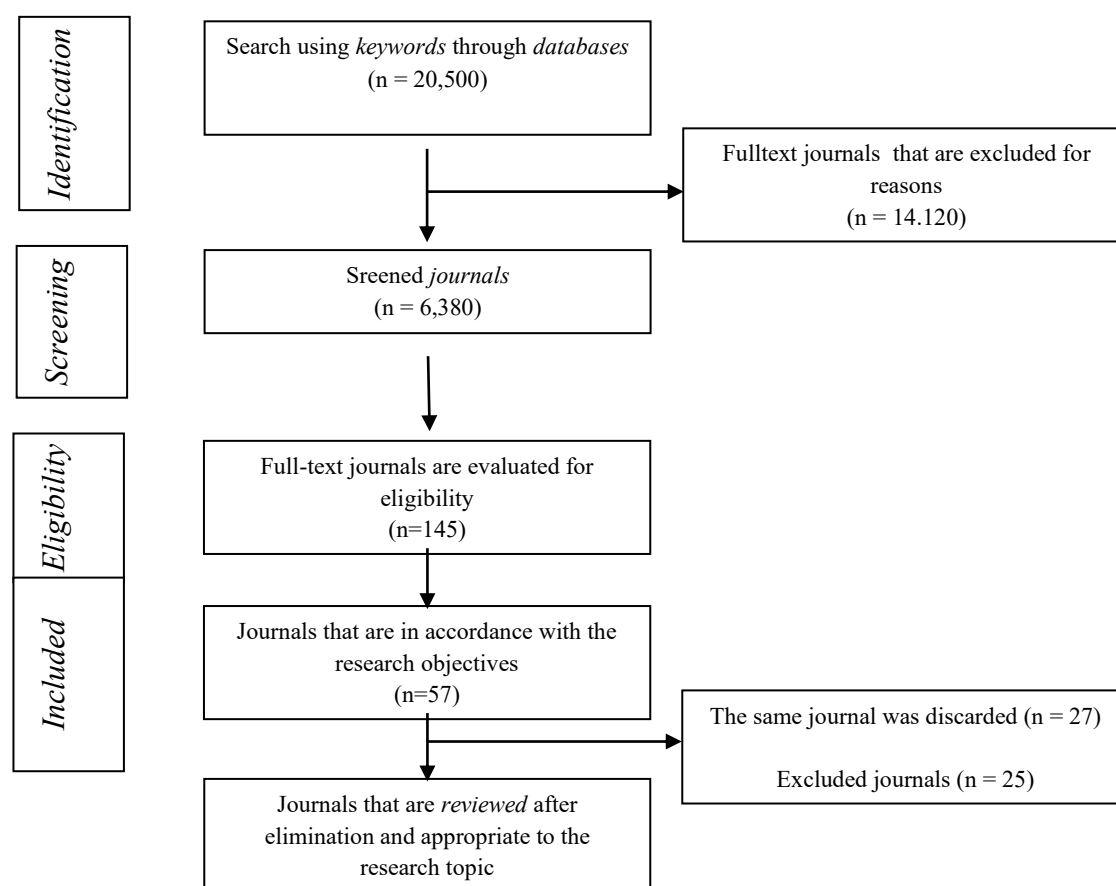 Identification
Search using keywords through databases
(n = 20,500)
Fulltext journals  that are excluded for
reasons
(n = 14.120)
Screening
Sreened journals
(n = 6,380)
Eligibility
Full-text journals are evaluated for
eligibility
(n=145)
Included
Journals that are in accordance with the
research objectives
(n=57)
The same journal was discarded (n = 27)
Excluded journals (n = 25)
Journals that are reviewed after
elimination and appropriate to the
research topic